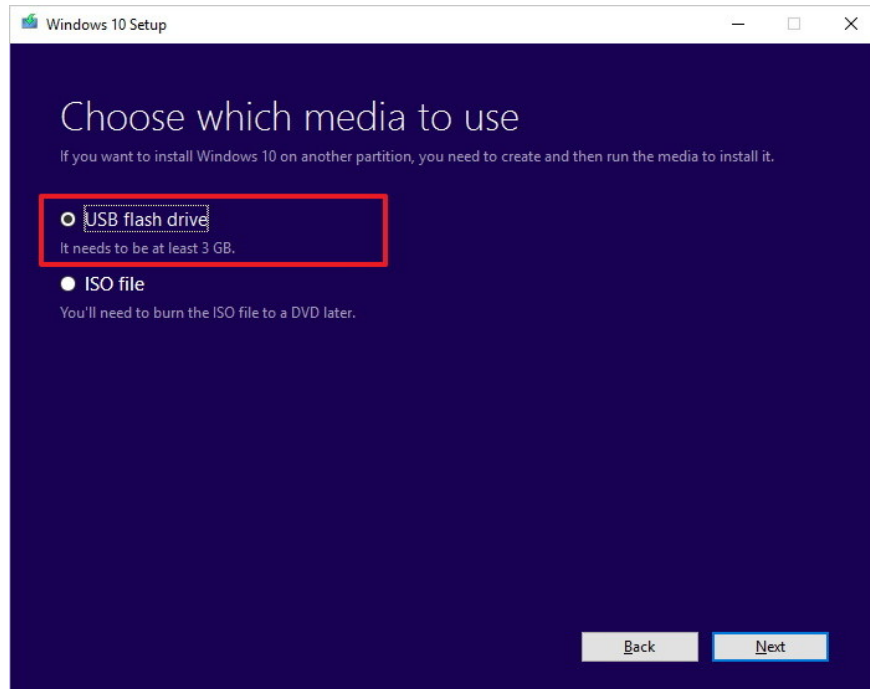 Windows 10 Setup
Choose which media to use
If you want to install Windows 10 on another partition, you need to create and then run the media to install it.
USB flash drive
It needs to be at least 3 GB.
ISO file
You'll need to burn the ISO file to a DVD later.
Back Next